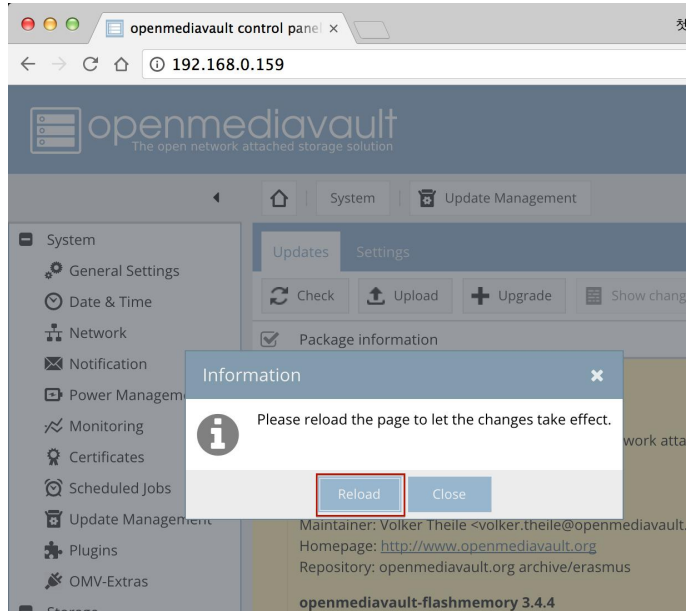 openmediavault control panel
첫
192.168.0.159
openmediavault
The open network attached storage solution
System
Update Management
System
General Settings
Date & Time
Network
Notification
Power Managem
Monitoring
Certificates
Scheduled Jobs
Update Management
Plugins
OMV-Extras
Storage
Updates
Settings
Check
Upload
Upgrade
Show chang
Package information
Information
Please reload the page to let the changes take effect.
work atta
Reload
Close
Maintainer: Volker Theile <volker.theile@openmediavault.
Homepage: http://www.openmediavault.org
Repository: openmediavault.org archive/erasmus
openmediavault-flashmemory 3.4.4